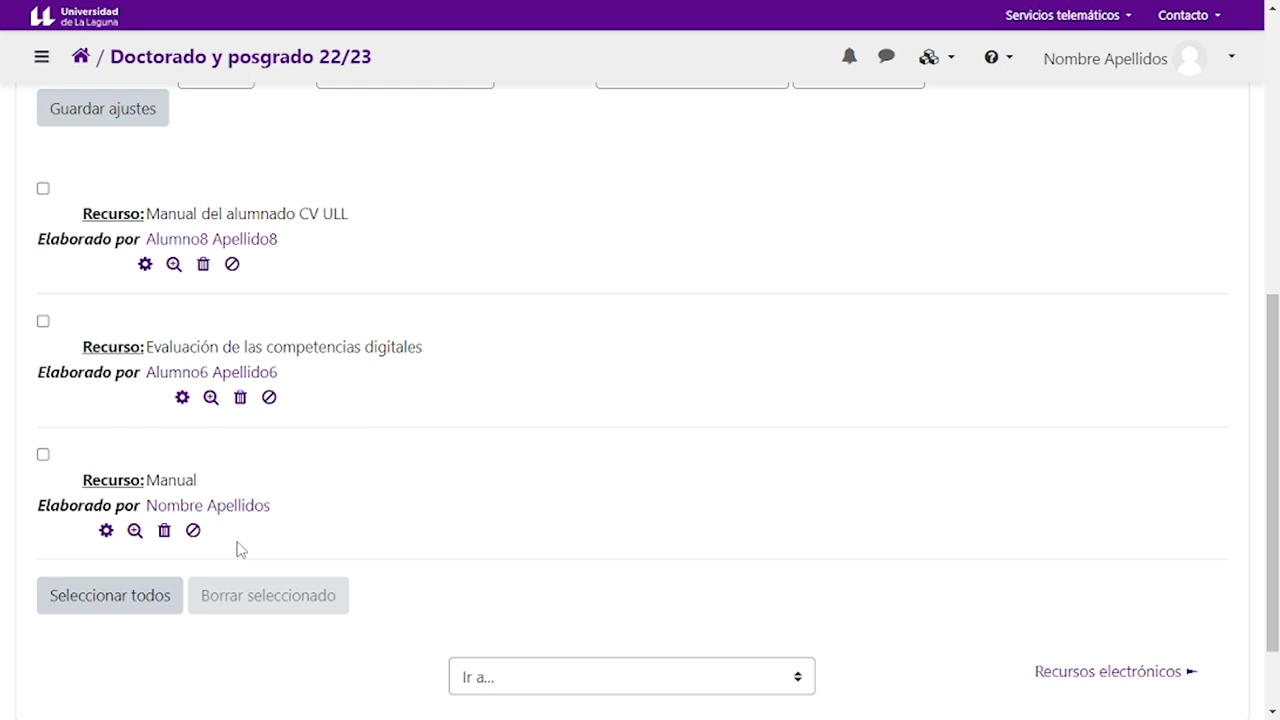 Universidad
de La Laguna
Servicios telemáticos
Contacto
/ Doctorado y posgrado 22/23
Nombre Apellidos
Guardar ajustes
Recurso: Manual del alumnado CV ULL
Elaborado por Alumno8 Apellido8
Recurso: Evaluación de las competencias digitales
Elaborado por Alumno6 Apellido6
Recurso: Manual
Elaborado por Nombre Apellidos
Seleccionar todos
Borrar seleccionado
Ir a...
Recursos electrónicos ►